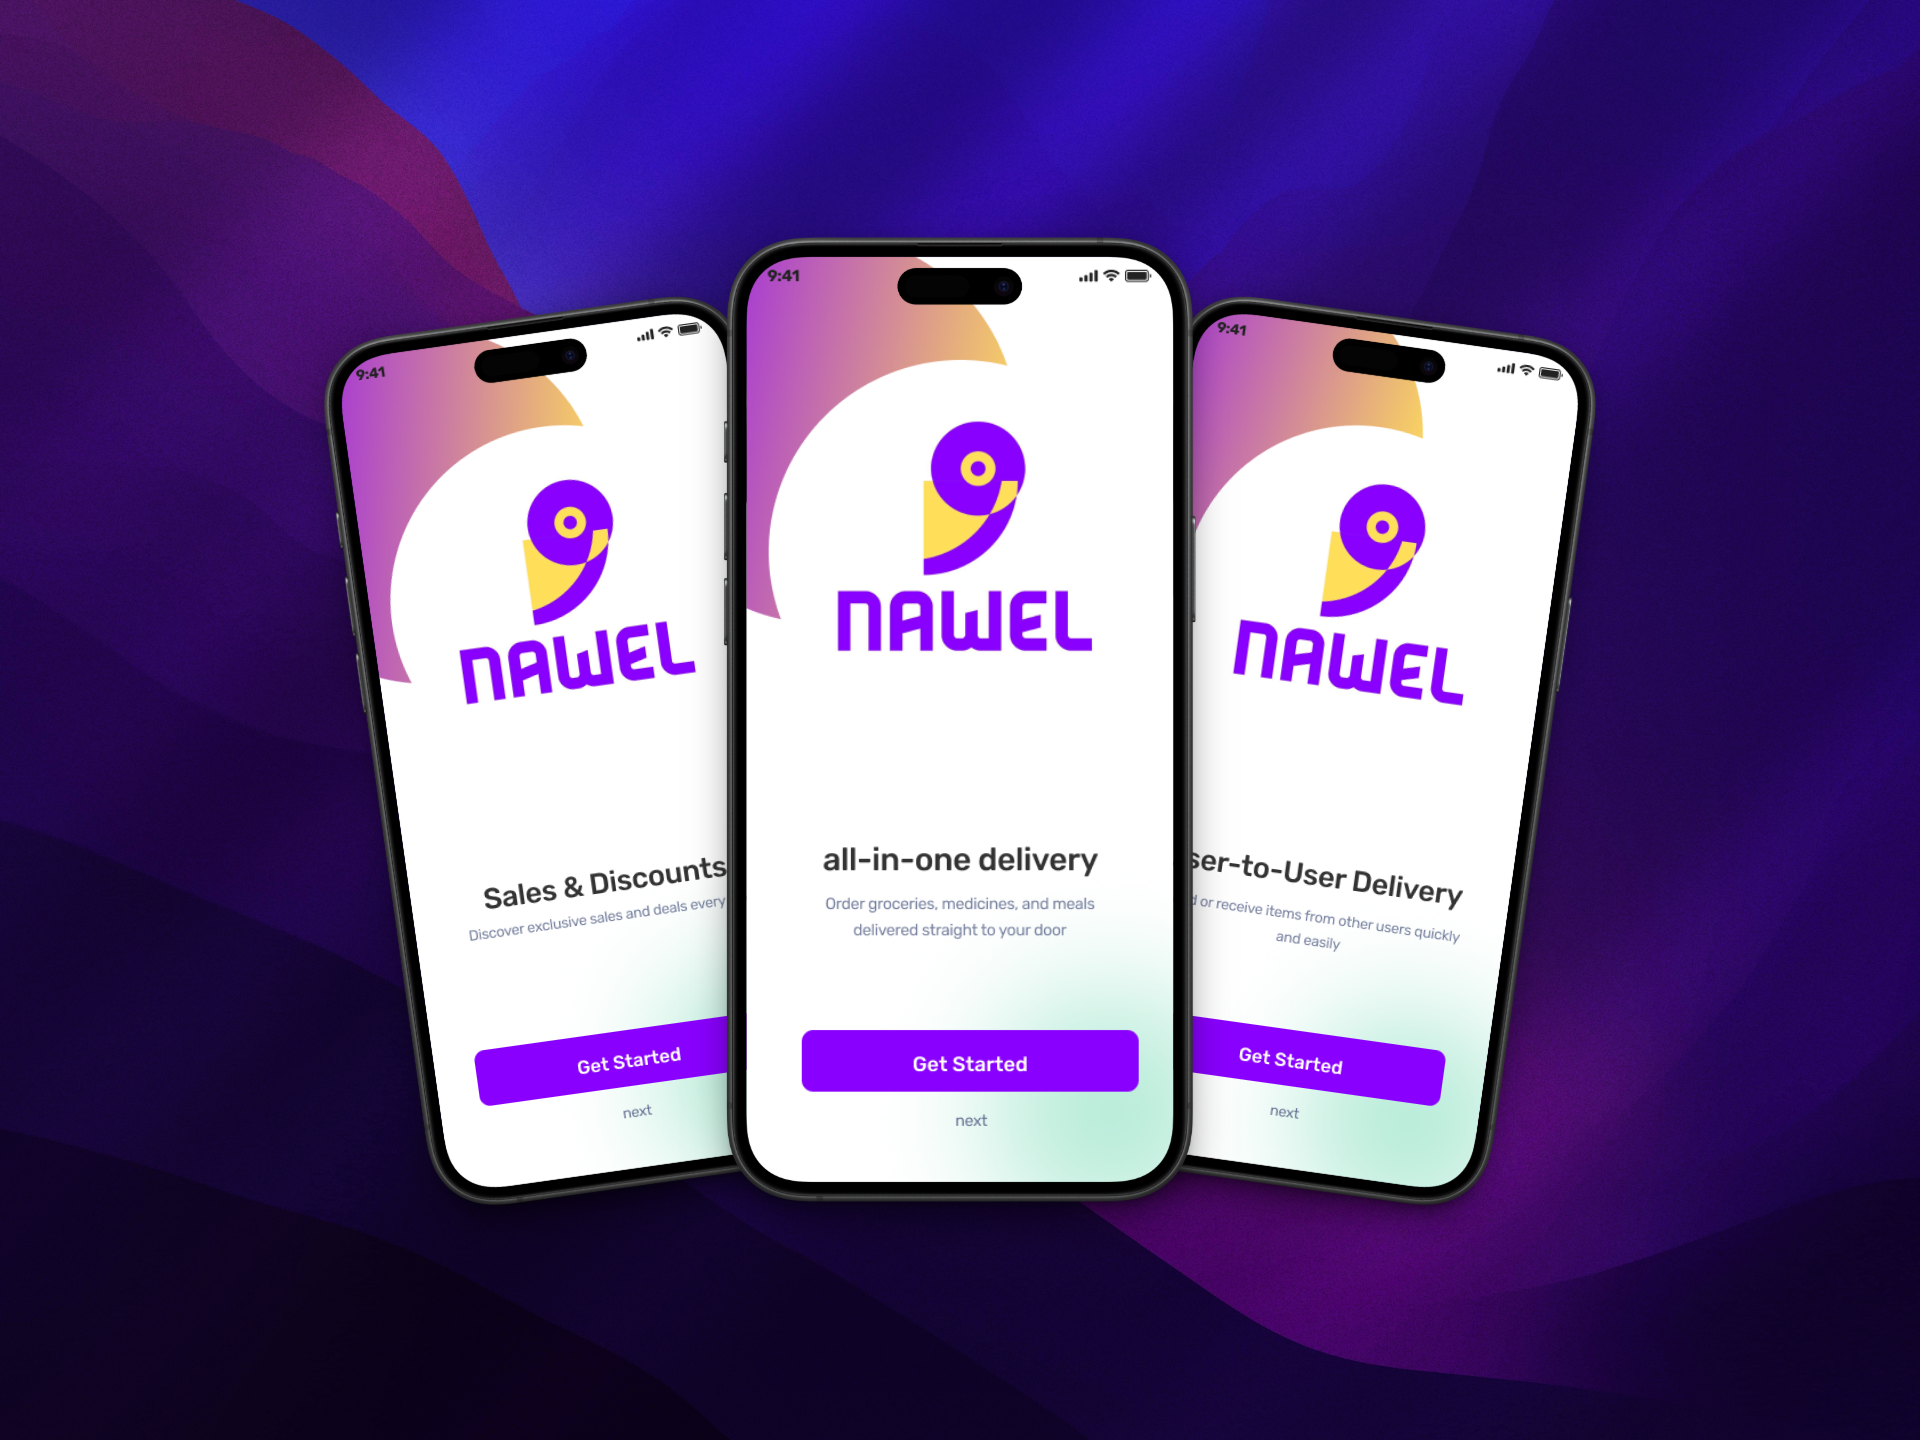 9:41
NAWEL
Sales & Discounts
Discover exclusive sales and deals every
Get Started
next
9:41
NAWEL
all-in-one delivery
Order groceries, medicines, and meals
delivered straight to your door
Get Started
next
9:41
NAWEL
ser-to-User Delivery
or receive items from other users quickly
and easily
Get Started
next